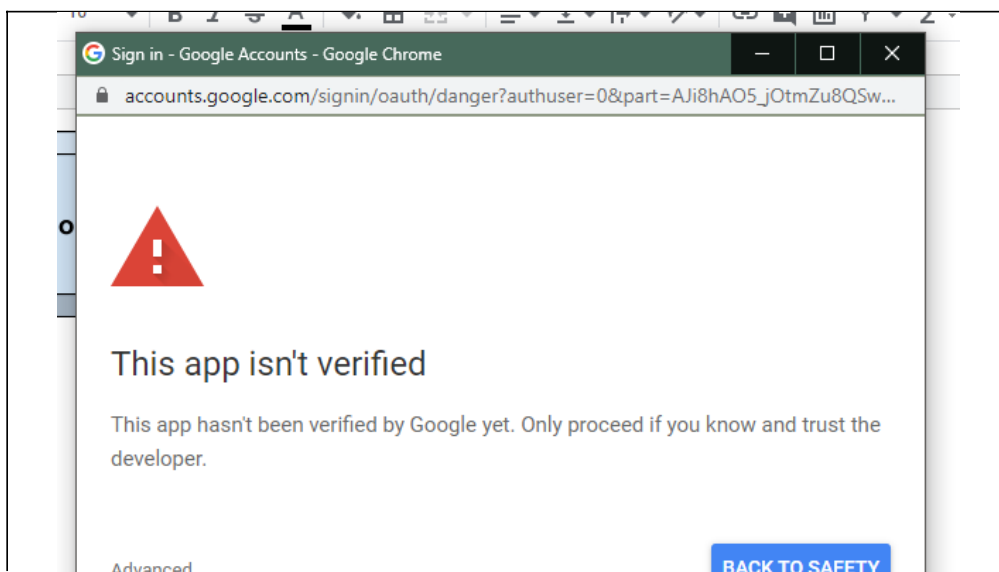 10 B I S A
Sign in - Google Accounts - Google Chrome
accounts.google.com/signin/oauth/danger?authuser=0&part=AJi8hAO5_jOtmZu8QSw...
o
This app isn't verified
This app hasn't been verified by Google yet. Only proceed if you know and trust the
developer.
Advanced
BACK TO SAFETY